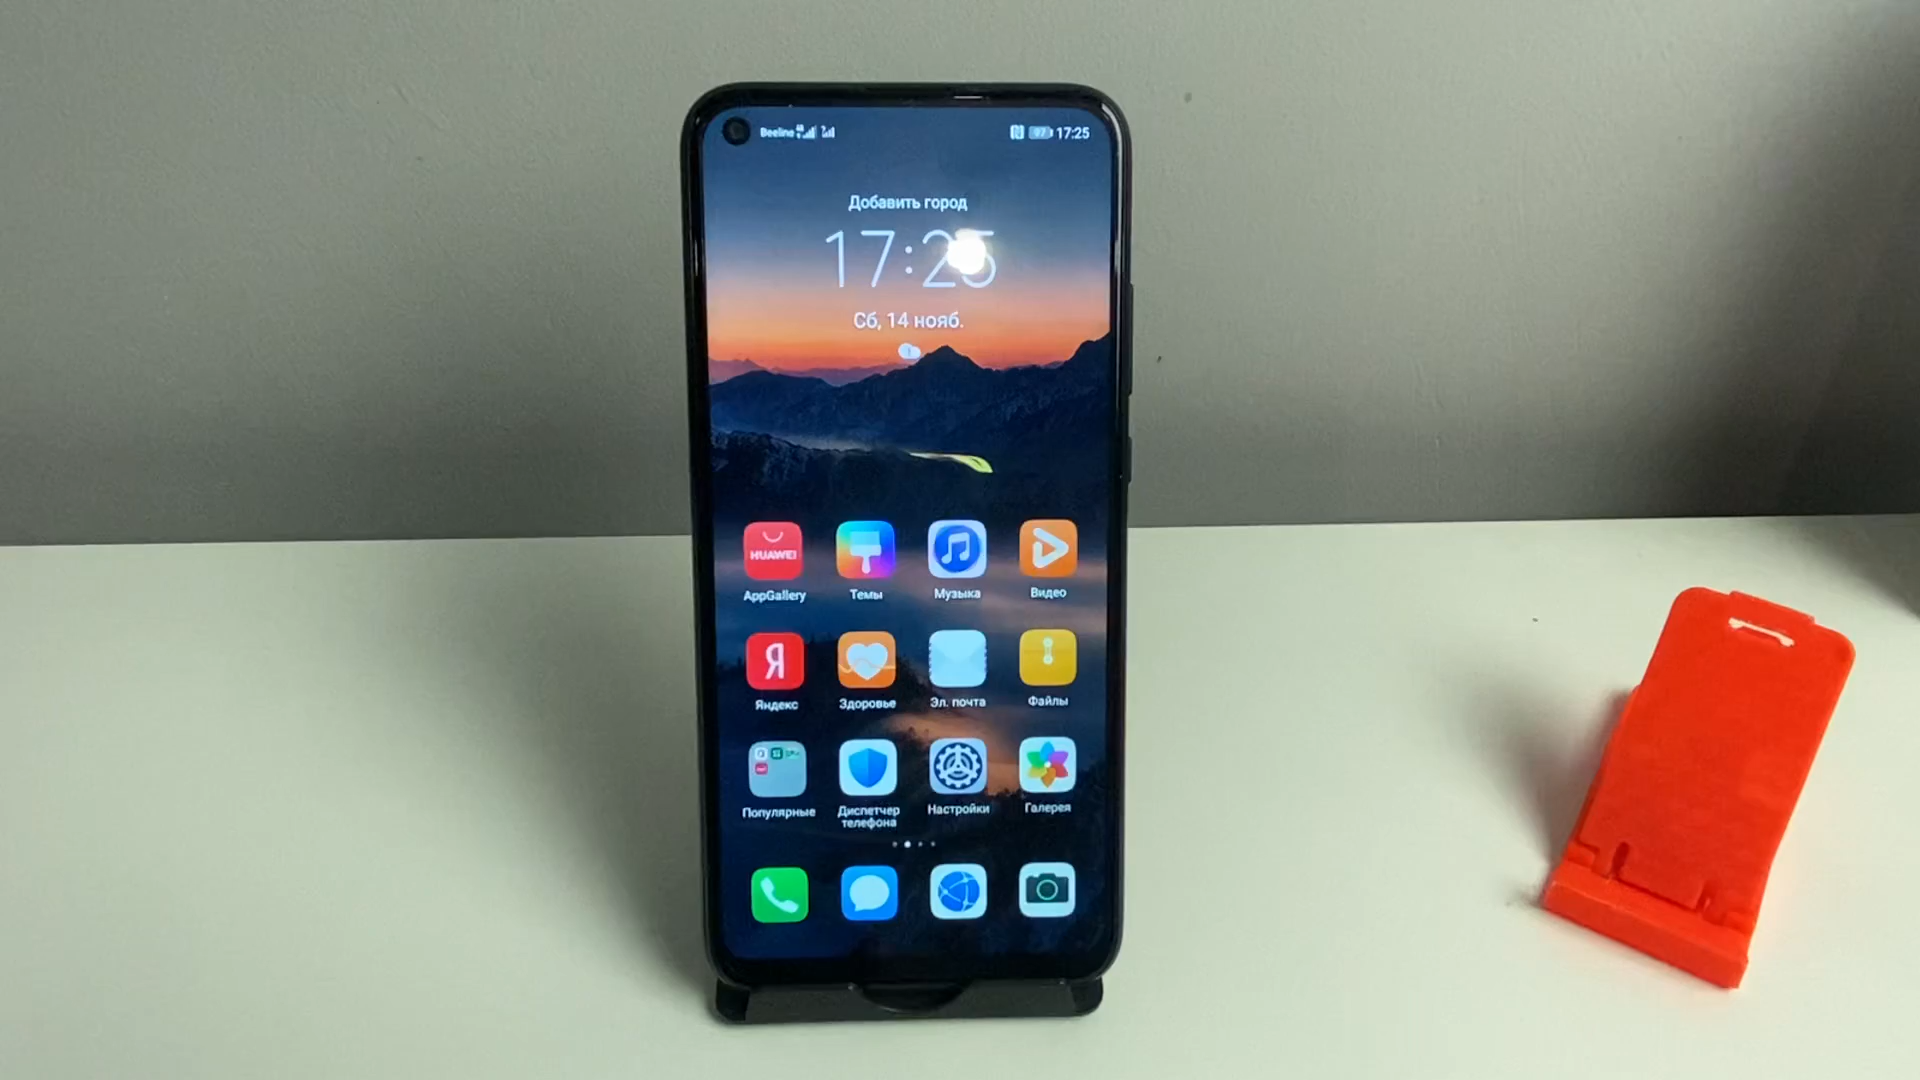 Beeline 17:25
Добавить город
17:25
Сб, 14 нояб.
HUAWEI
AppGallery Темы Музыка Видео
Я
Яндекс Здоровье Эл. почта Файлы
Популярные Диспетчер телефона Настройки Галерея